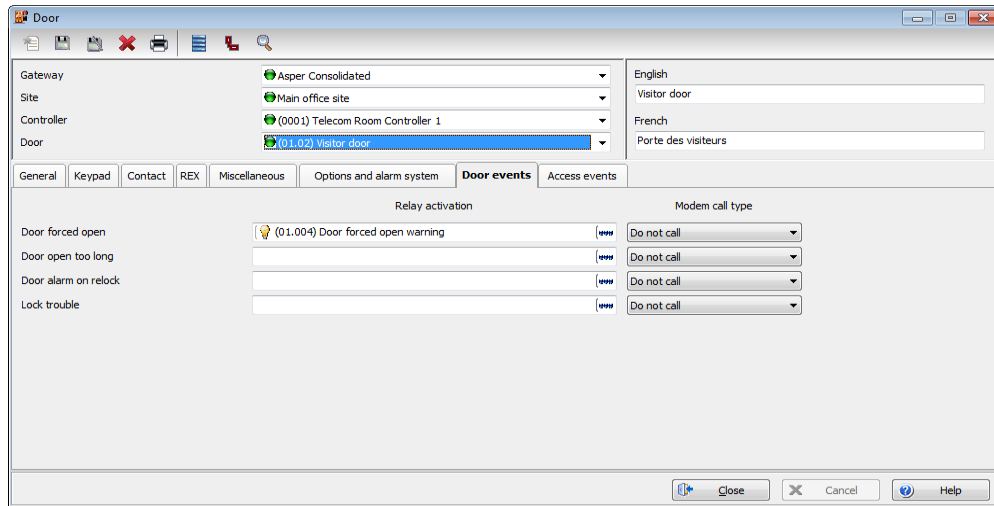 Door
Gateway
Asper Consolidated
Site
Main office site
Controller
(0001) Telecom Room Controller 1
Door
(01.02) Visitor door
English
Visitor door
French
Porte des visiteurs
General Keypad Contact REX Miscellaneous Options and alarm system Door events Access events
Relay activation Modem call type
Door forced open (01.004) Door forced open warning Do not call
Door open too long Do not call
Door alarm on relock Do not call
Lock trouble Do not call
Close Cancel Help